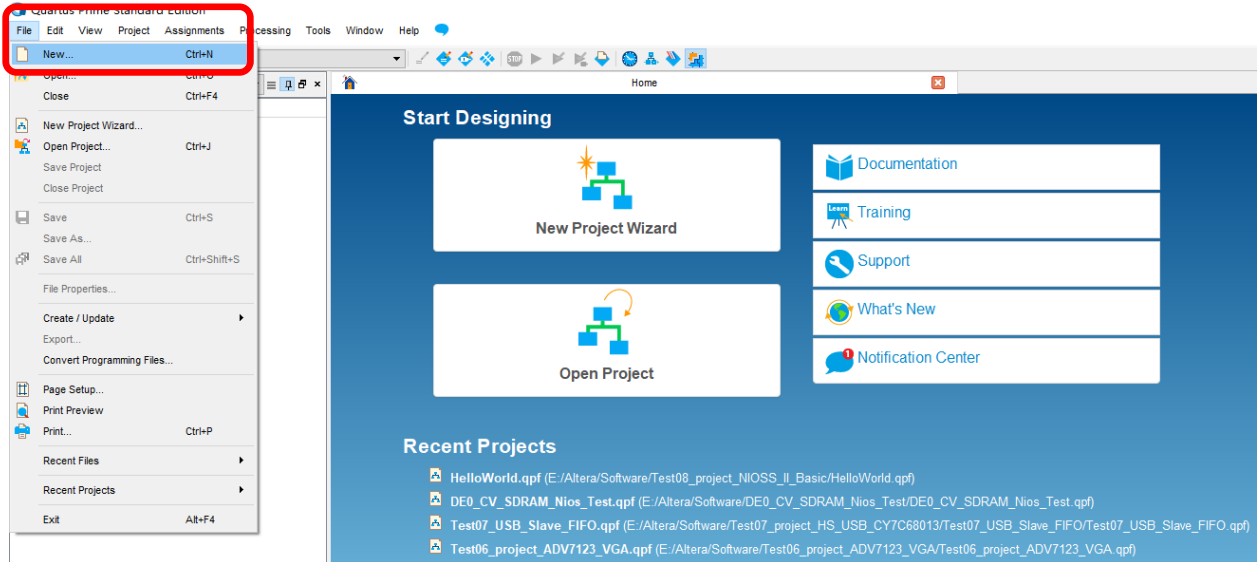 Quartus Prime Standard Edition
File Edit View Project Assignments Processing Tools Window Help
New... Ctrl+N
Open... Ctrl+O
Close Ctrl+F4
New Project Wizard...
Open Project... Ctrl+J
Save Project
Close Project
Save Ctrl+S
Save As...
Save All Ctrl+Shift+S
File Properties...
Create / Update
Export...
Convert Programming Files...
Page Setup...
Print Preview
Print... Ctrl+P
Recent Files
Recent Projects
Exit Alt+F4
STOP
Home
Start Designing
New Project Wizard
Open Project
Documentation
Learn
Training
Support
What's New
1
Notification Center
Recent Projects
HelloWorld.qpf (E:/Altera/Software/Test08_project_NIOSS_II_Basic/HelloWorld.qpf)
DE0_CV_SDRAM_Nios_Test.qpf (E:/Altera/Software/DE0_CV_SDRAM_Nios_Test/DE0_CV_SDRAM_Nios_Test.qpf)
Test07_USB_Slave_FIFO.qpf (E:/Altera/Software/Test07_project_HS_USB_CY7C68013/Test07_USB_Slave_FIFO/Test07_USB_Slave_FIFO.qpf)
Test06_project_ADV7123_VGA.qpf (E:/Altera/Software/Test06_project_ADV7123_VGA/Test06_project_ADV7123_VGA.qpf)